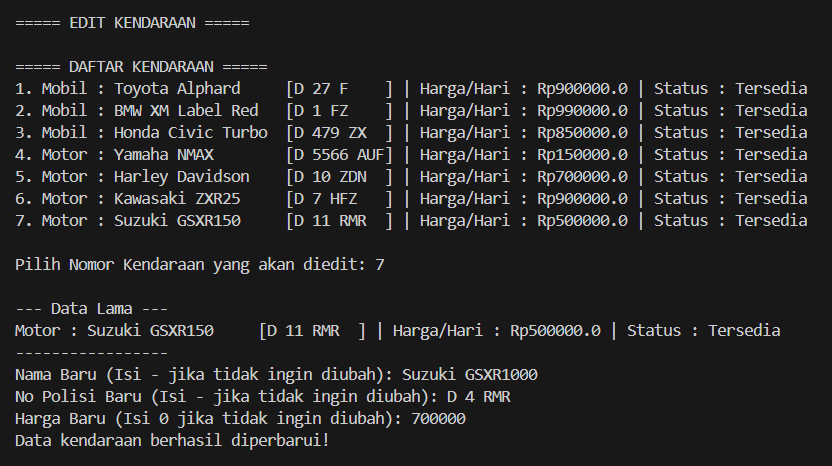 ===== EDIT KENDARAAN =====

===== DAFTAR KENDARAAN =====
1. Mobil : Toyota Alphard     [D 27 F    ] | Harga/Hari : Rp900000.0 | Status : Tersedia
2. Mobil : BMW XM Label Red   [D 1 FZ    ] | Harga/Hari : Rp990000.0 | Status : Tersedia
3. Mobil : Honda Civic Turbo  [D 479 ZX  ] | Harga/Hari : Rp850000.0 | Status : Tersedia
4. Motor : Yamaha NMAX        [D 5566 AUF] | Harga/Hari : Rp150000.0 | Status : Tersedia
5. Motor : Harley Davidson    [D 10 ZDN  ] | Harga/Hari : Rp700000.0 | Status : Tersedia
6. Motor : Kawasaki ZXR25     [D 7 HFZ   ] | Harga/Hari : Rp900000.0 | Status : Tersedia
7. Motor : Suzuki GSXR150     [D 11 RMR  ] | Harga/Hari : Rp500000.0 | Status : Tersedia

Pilih Nomor Kendaraan yang akan diedit: 7

--- Data Lama ---
Motor : Suzuki GSXR150     [D 11 RMR  ] | Harga/Hari : Rp500000.0 | Status : Tersedia
-----------------
Nama Baru (Isi - jika tidak ingin diubah): Suzuki GSXR1000
No Polisi Baru (Isi - jika tidak ingin diubah): D 4 RMR
Harga Baru (Isi 0 jika tidak ingin diubah): 700000
Data kendaraan berhasil diperbarui!